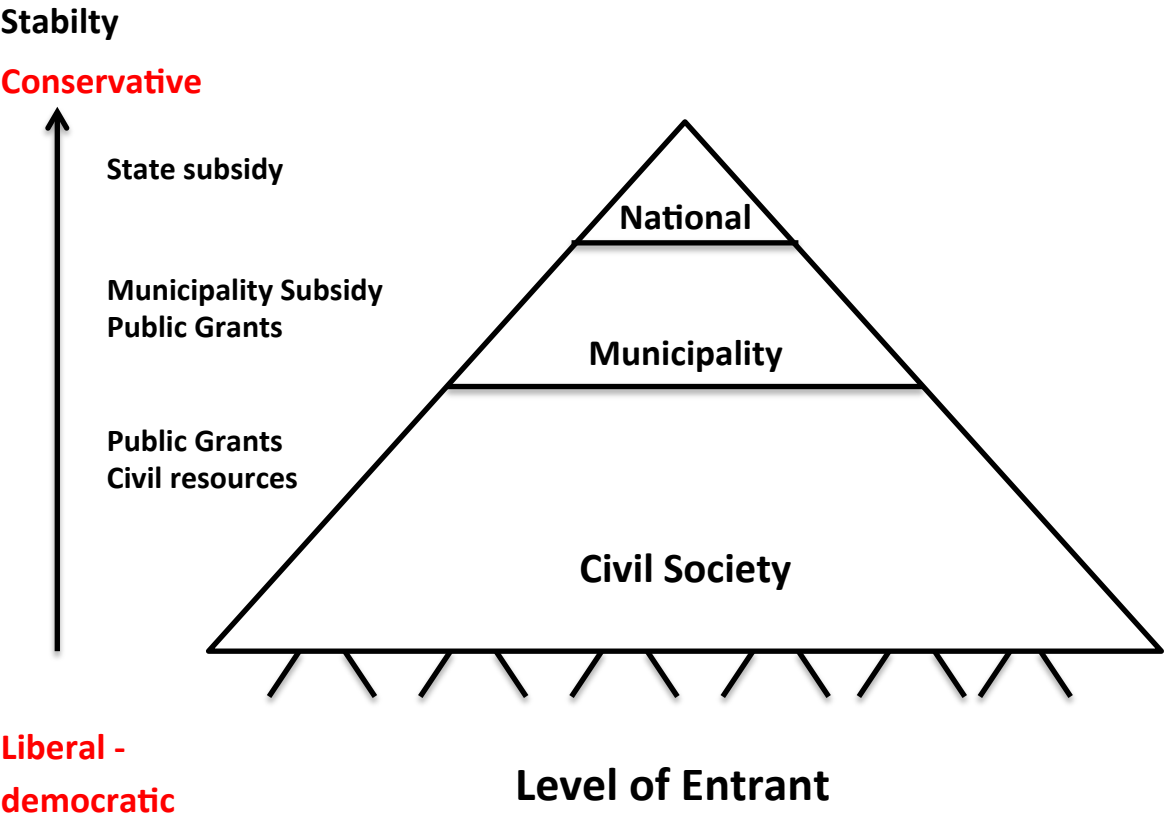 Stabilty
Conservative
State subsidy
National
Municipality Subsidy
Public Grants
Municipality
Public Grants
Civil resources
Civil Society
Liberal -
democratic
Level of Entrant